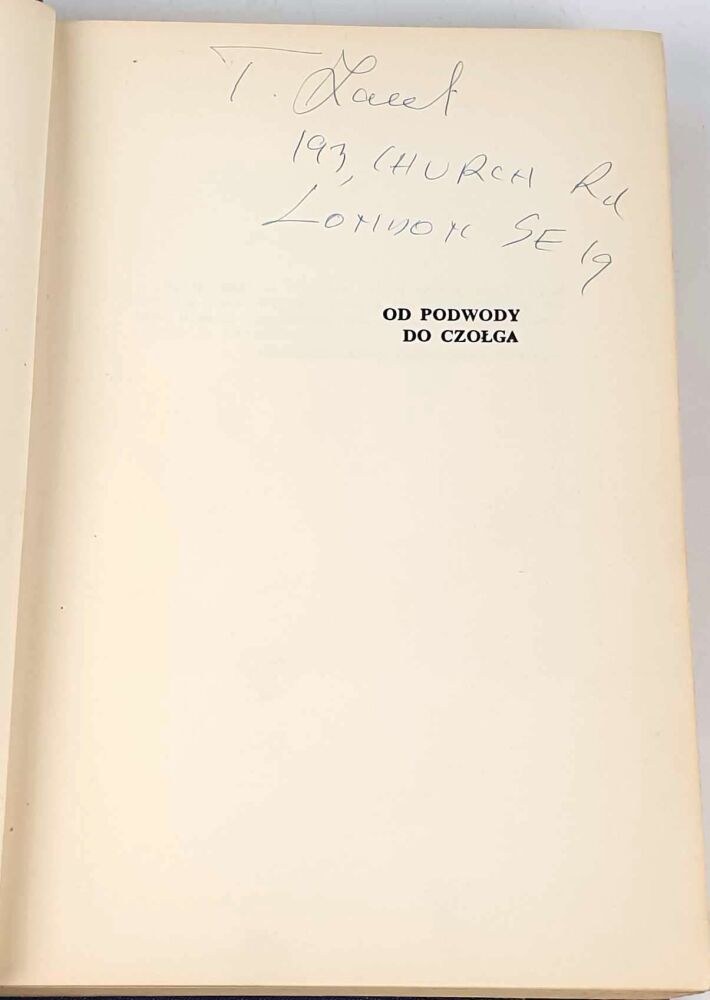 T.
193, CHURCH Rd
LONDON SE 19
OD PODWODY
DO CZOŁGA